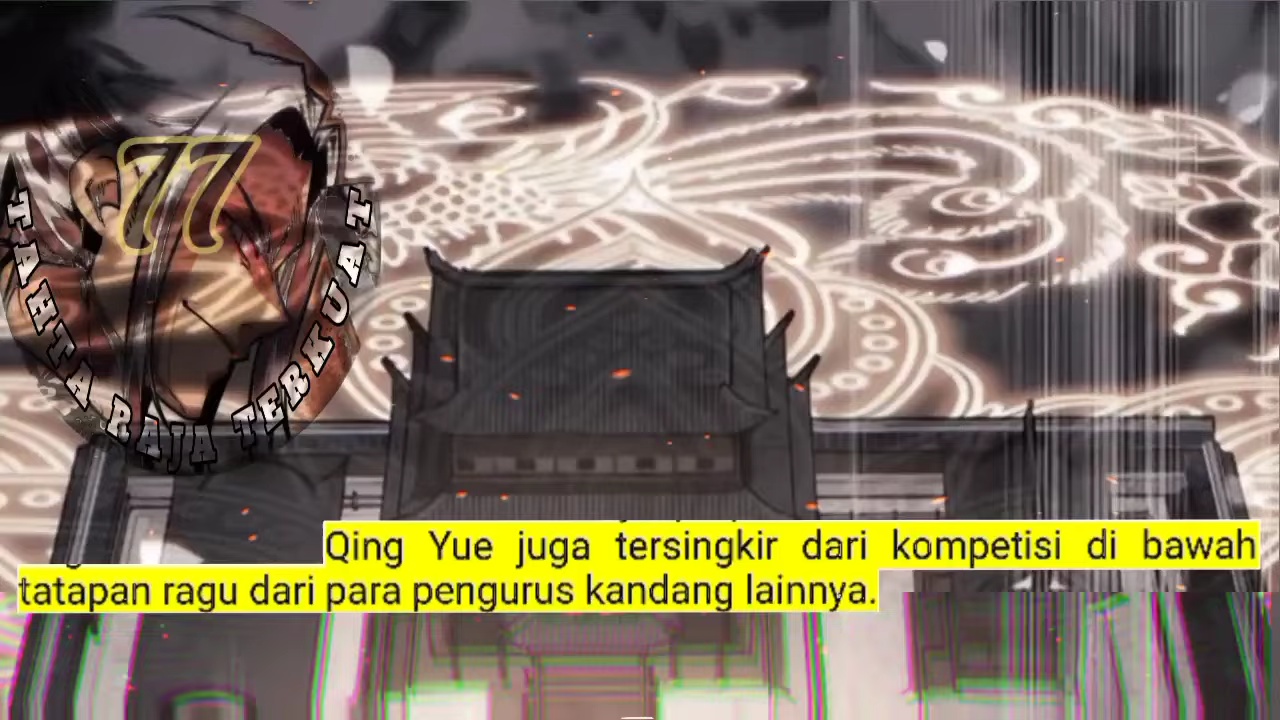 77
TAHTA RAJA TERKUAT
Qing Yue juga tersingkir dari kompetisi di bawah
tatapan ragu dari para pengurus kandang lainnya.